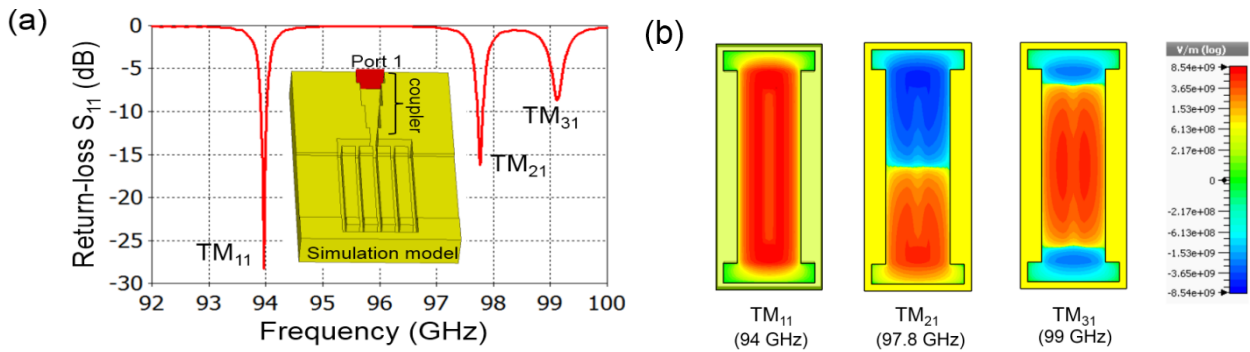 (a)
Return-loss S11 (dB)
0
-5
-10
-15
-20
-25
-30
92 93 94 95 96 97 98 99 100
Frequency (GHz)
Port 1
coupler
Simulation model
TM11
TM21
TM31
(b)
TM11
(94 GHz)
TM21
(97.8 GHz)
TM31
(99 GHz)
V/m (log)
8.54e+09
3.65e+09
1.53e+09
6.15e+08
2.17e+08
0
-2.17e+08
-6.15e+08
-1.53e+09
-3.65e+09
-8.54e+09